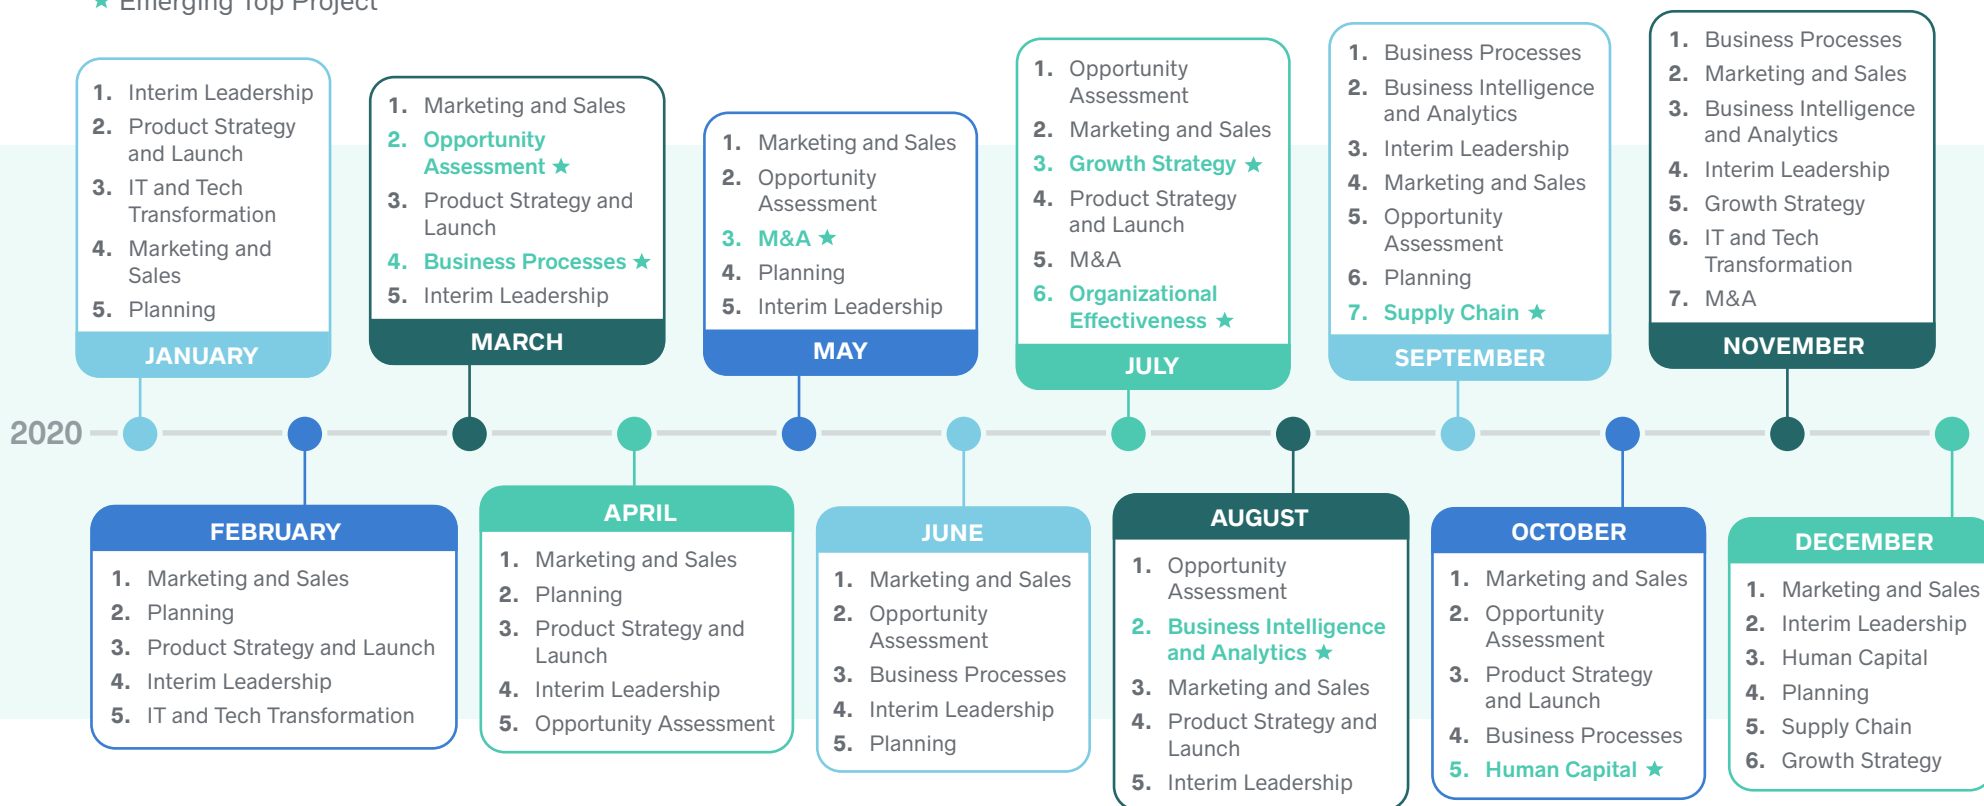 ★ Emerging Top Project
1. Interim Leadership
2. Product Strategy
and Launch
3. IT and Tech
Transformation
4. Marketing and
Sales
5. Planning
JANUARY
1. Marketing and Sales
2. Opportunity
Assessment ★
3. Product Strategy and
Launch
4. Business Processes ★
5. Interim Leadership
MARCH
1. Marketing and Sales
2. Opportunity
Assessment
3. M&A ★
4. Planning
5. Interim Leadership
MAY
1. Opportunity
Assessment
2. Marketing and Sales
3. Growth Strategy ★
4. Product Strategy
and Launch
5. M&A
6. Organizational
Effectiveness ★
JULY
1. Business Processes
2. Business Intelligence
and Analytics
3. Interim Leadership
4. Marketing and Sales
5. Opportunity
Assessment
6. Planning
7. Supply Chain ★
SEPTEMBER
1. Business Processes
2. Marketing and Sales
3. Business Intelligence
and Analytics
4. Interim Leadership
5. Growth Strategy
6. IT and Tech
Transformation
7. M&A
NOVEMBER
2020
FEBRUARY
1. Marketing and Sales
2. Planning
3. Product Strategy and Launch
4. Interim Leadership
5. IT and Tech Transformation
APRIL
1. Marketing and Sales
2. Planning
3. Product Strategy and
Launch
4. Interim Leadership
5. Opportunity Assessment
JUNE
1. Marketing and Sales
2. Opportunity
Assessment
3. Business Processes
4. Interim Leadership
5. Planning
AUGUST
1. Opportunity
Assessment
2. Business Intelligence
and Analytics ★
3. Marketing and Sales
4. Product Strategy and
Launch
5. Interim Leadership
OCTOBER
1. Marketing and Sales
2. Opportunity
Assessment
3. Product Strategy
and Launch
4. Business Processes
5. Human Capital ★
DECEMBER
1. Marketing and Sales
2. Interim Leadership
3. Human Capital
4. Planning
5. Supply Chain
6. Growth Strategy